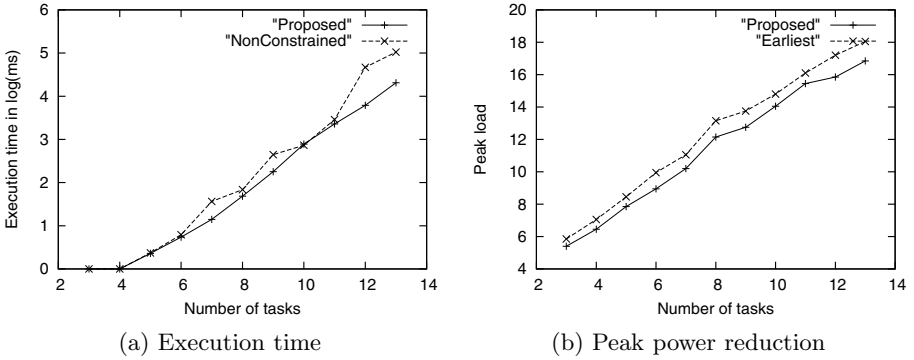 "Proposed"
"NonConstrained"
6
5
4
3
2
1
0
Execution time in log(ms)
2 4 6 8 10 12 14
Number of tasks
(a) Execution time
"Proposed"
"Earliest"
20
18
16
14
12
10
8
6
4
Peak load
2 4 6 8 10 12 14
Number of tasks
(b) Peak power reduction